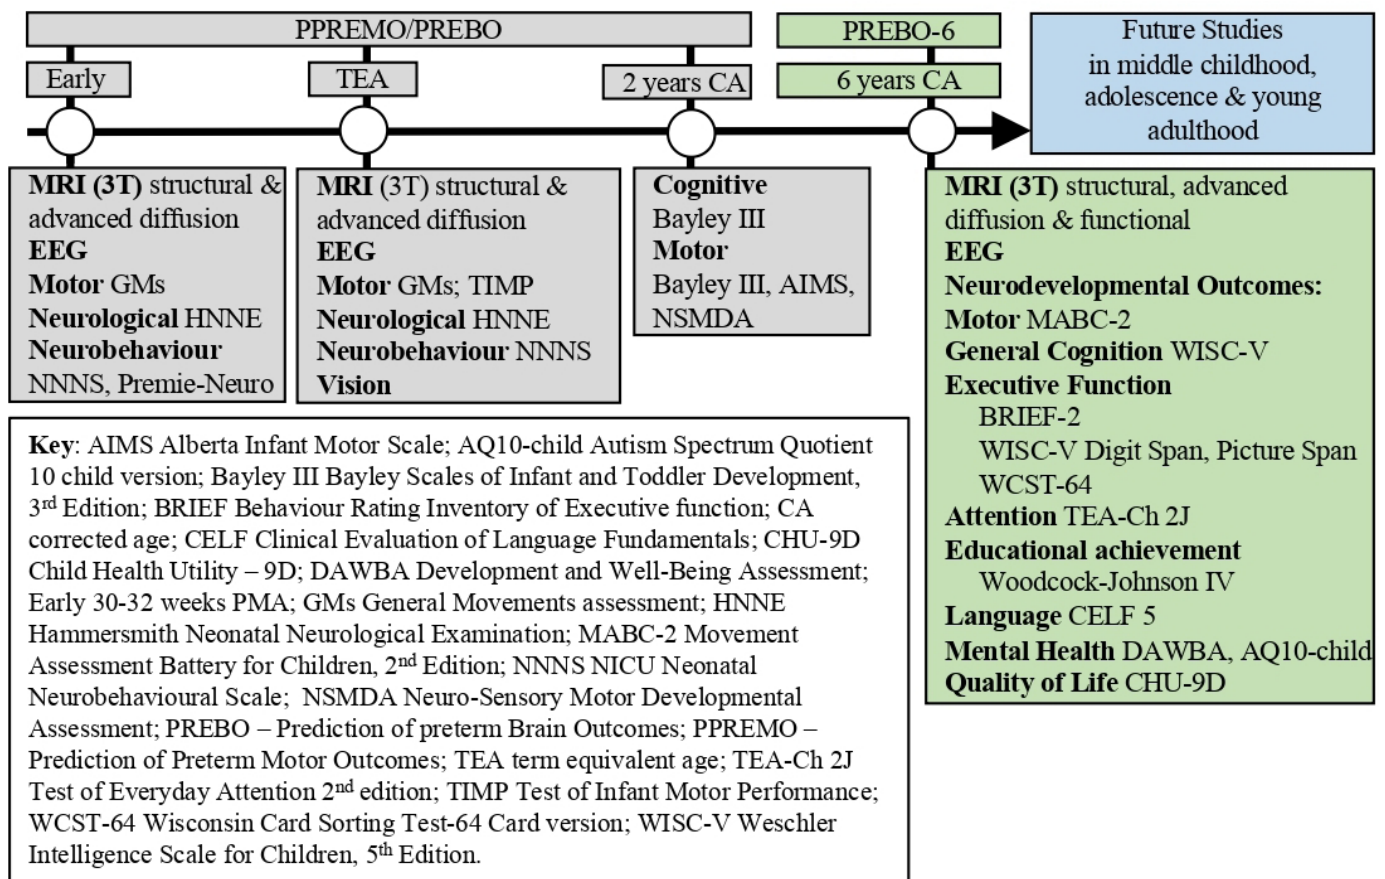 PPREMO/PREBO
PREBO-6
Future Studies
in middle childhood,
adolescence & young
adulthood
Early
TEA
2 years CA
6 years CA
MRI (3T) structural &
advanced diffusion
EEG
Motor GMs
Neurological HNNE
Neurobehaviour
NNNS, Premie-Neuro
MRI (3T) structural &
advanced diffusion
EEG
Motor GMs; TIMP
Neurological HNNE
Neurobehaviour NNNS
Vision
Cognitive
Bayley III
Motor
Bayley III, AIMS,
NSMDA
MRI (3T) structural, advanced
diffusion & functional
EEG
Neurodevelopmental Outcomes:
Motor MABC-2
General Cognition WISC-V
Executive Function
BRIEF-2
WISC-V Digit Span, Picture Span
WCST-64
Attention TEA-Ch 2J
Educational achievement
Woodcock-Johnson IV
Language CELF 5
Mental Health DAWBA, AQ10-child
Quality of Life CHU-9D
Key: AIMS Alberta Infant Motor Scale; AQ10-child Autism Spectrum Quotient
10 child version; Bayley III Bayley Scales of Infant and Toddler Development,
3rd Edition; BRIEF Behaviour Rating Inventory of Executive function; CA
corrected age; CELF Clinical Evaluation of Language Fundamentals; CHU-9D
Child Health Utility – 9D; DAWBA Development and Well-Being Assessment;
Early 30-32 weeks PMA; GMs General Movements assessment; HNNE
Hammersmith Neonatal Neurological Examination; MABC-2 Movement
Assessment Battery for Children, 2nd Edition; NNNS NICU Neonatal
Neurobehavioural Scale; NSMDA Neuro-Sensory Motor Developmental
Assessment; PREBO – Prediction of preterm Brain Outcomes; PPREMO –
Prediction of Preterm Motor Outcomes; TEA term equivalent age; TEA-Ch 2J
Test of Everyday Attention 2nd edition; TIMP Test of Infant Motor Performance;
WCST-64 Wisconsin Card Sorting Test-64 Card version; WISC-V Weschler
Intelligence Scale for Children, 5th Edition.